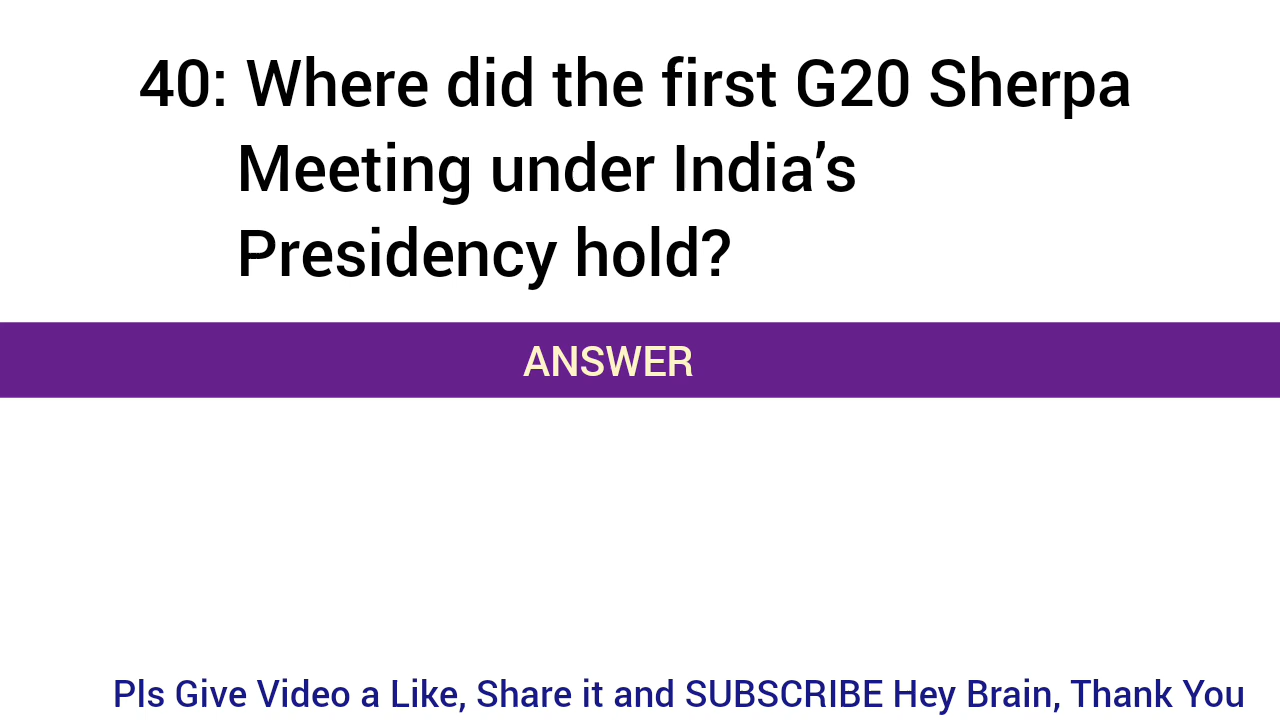 40: Where did the first G20 Sherpa
Meeting under India’s
Presidency hold?
ANSWER
Pls Give Video a Like, Share it and SUBSCRIBE Hey Brain, Thank You